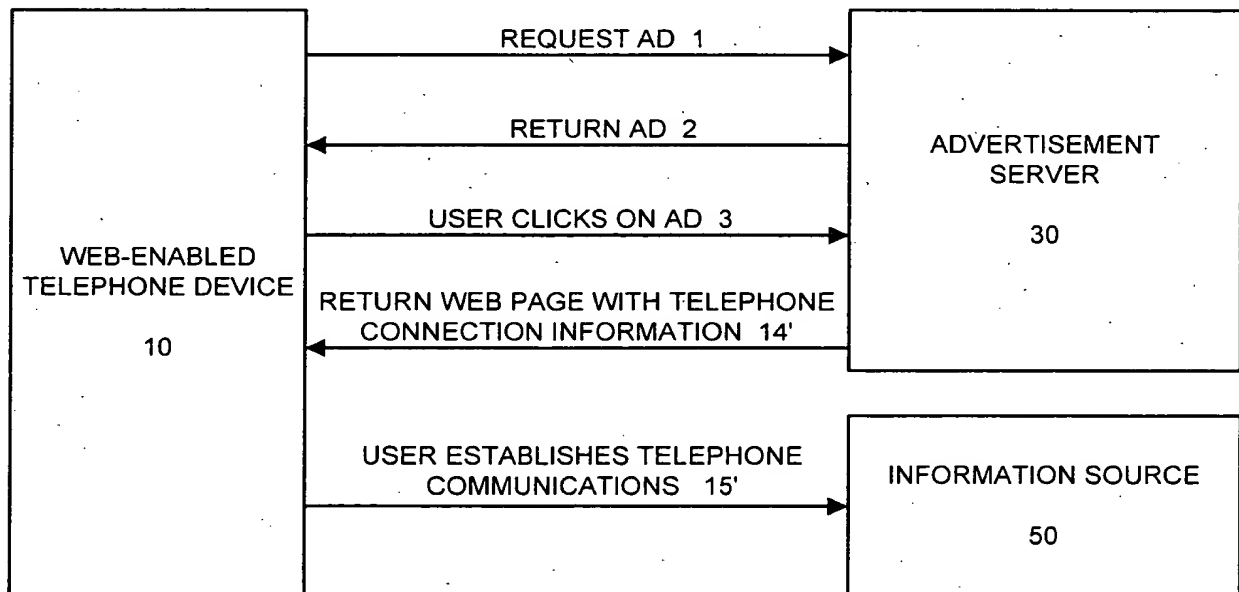 REQUEST AD 1
RETURN AD 2
USER CLICKS ON AD 3
RETURN WEB PAGE WITH TELEPHONE
CONNECTION INFORMATION 14'
USER ESTABLISHES TELEPHONE
COMMUNICATIONS 15'
WEB-ENABLED
TELEPHONE DEVICE
10
ADVERTISEMENT
SERVER
30
INFORMATION SOURCE
50